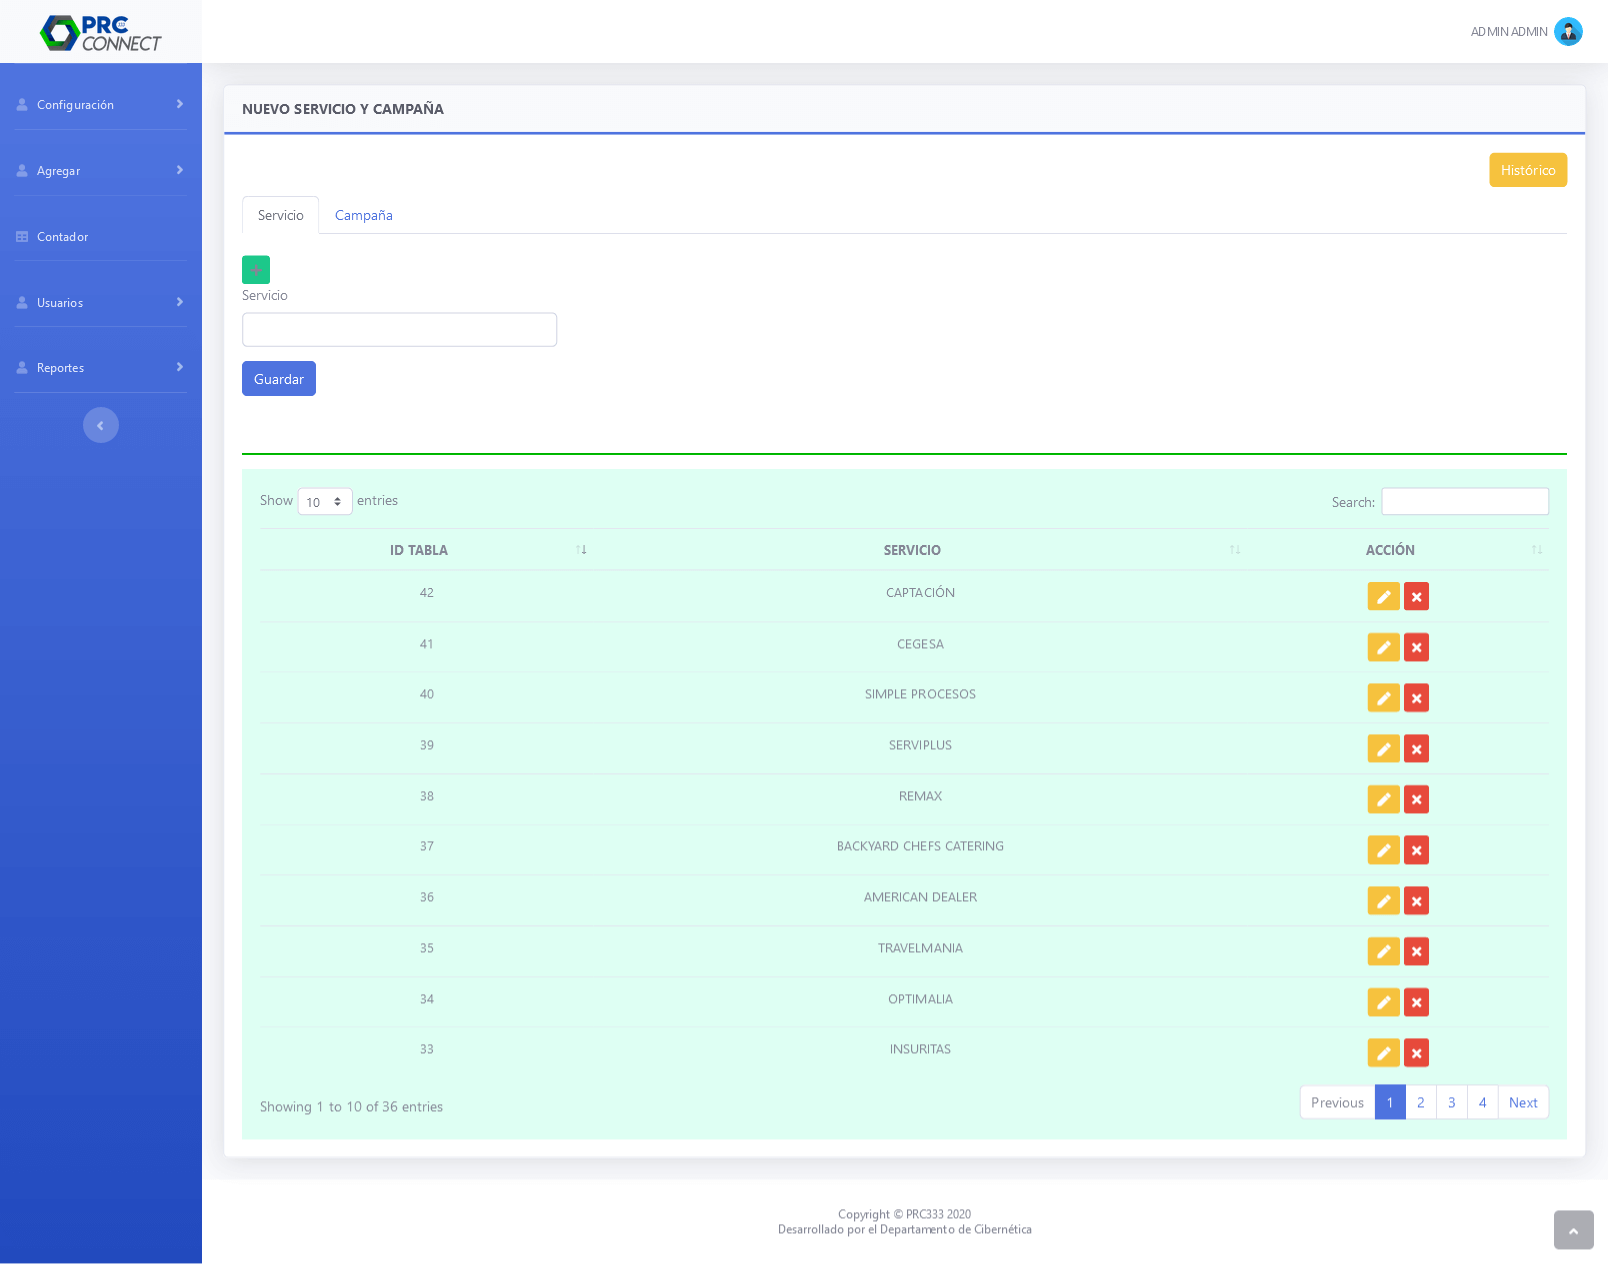 PRC
333
CONNECT
ADMIN ADMIN
Configuración
Agregar
Contador
Usuarios
Reportes
NUEVO SERVICIO Y CAMPAÑA
Histórico
Servicio Campaña
Servicio
Guardar
Show 10 entries Search:
ID TABLA SERVICIO ACCIÓN
42 CAPTACIÓN
41 CEGESA
40 SIMPLE PROCESOS
39 SERVIPLUS
38 REMAX
37 BACKYARD CHEFS CATERING
36 AMERICAN DEALER
35 TRAVELMANIA
34 OPTIMALIA
33 INSURITAS
Showing 1 to 10 of 36 entries Previous 1 2 3 4 Next
Copyright © PRC333 2020
Desarrollado por el Departamento de Cibernética